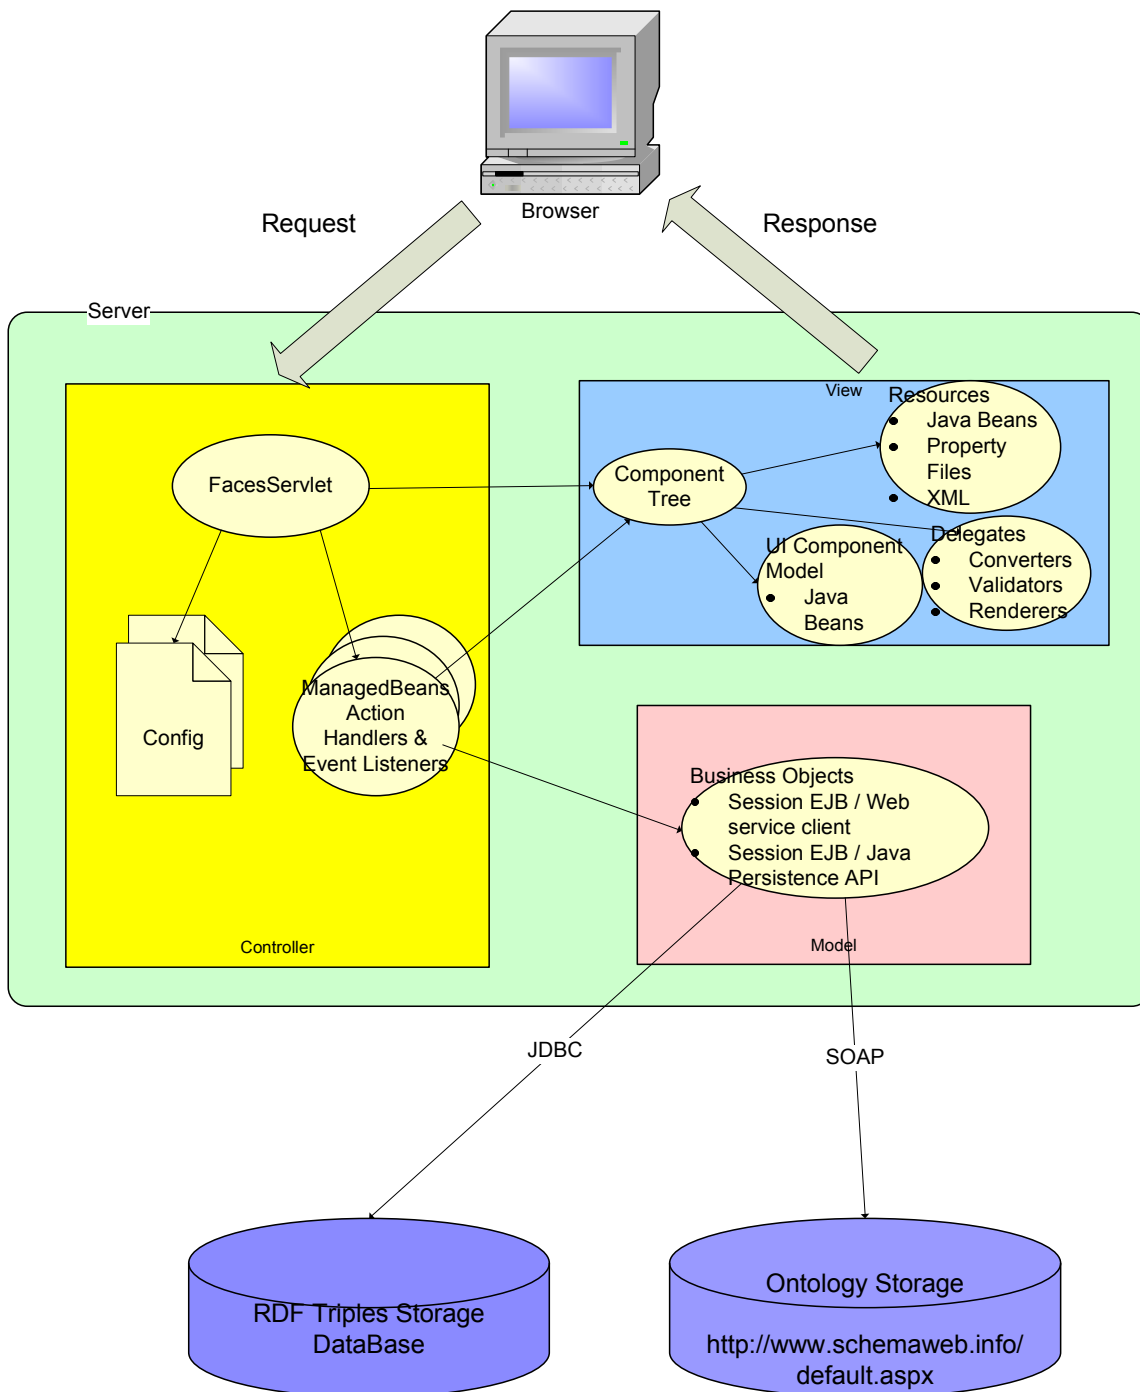 Browser
Request
Response
Server
View
Resources
• Java Beans
• Property
Files
• XML
FacesServlet
Component
Tree
Delegates
• Converters
• Validators
• Renderers
UI Component
Model
• Java
Beans
Config
ManagedBeans
Action
Handlers &
Event Listeners
Business Objects
• Session EJB / Web
service client
• Session EJB / Java
Persistence API
Controller
Model
JDBC
SOAP
RDF Triples Storage
DataBase
Ontology Storage
http://www.schemaweb.info/
default.aspx